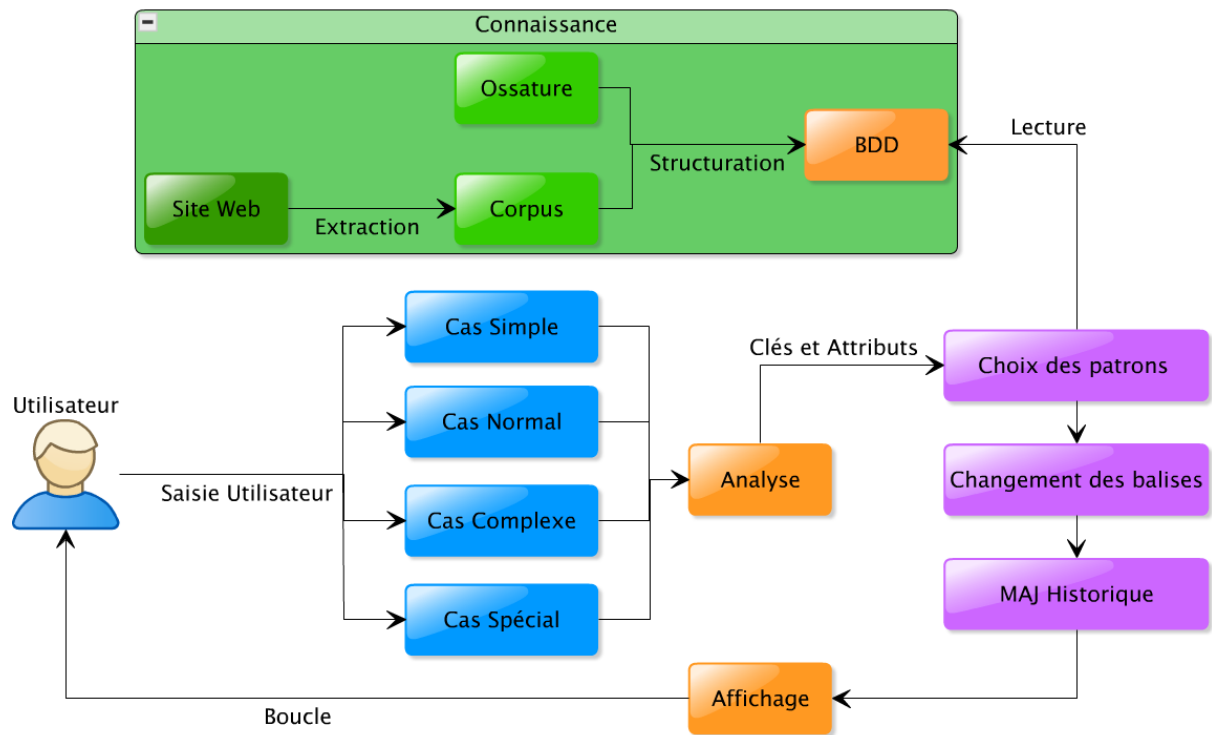 Connaissance
Ossature
BDD
Lecture
Structuration
Site Web
Corpus
Extraction
Cas Simple
Clés et Attributs
Choix des patrons
Utilisateur
Cas Normal
Analyse
Changement des balises
Saisie Utilisateur
Cas Complexe
MAJ Historique
Cas Spécial
Affichage
Boucle